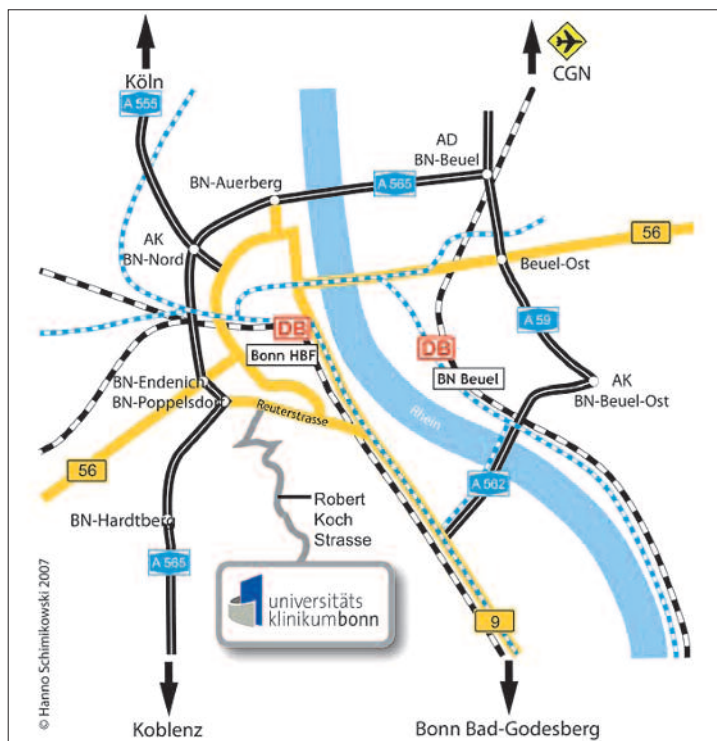 Köln
CGN
A 555
AD
BN-Beuel
BN-Auerberg
A 565
56
AK
BN-Nord
Beuel-Ost
A 59
DB
Bonn HBF
DB
BN Beuel
AK
BN-Beuel-Ost
BN-Endenich
BN-Poppelsdorf
Reuterstrasse
Rhein
56
A 562
Robert
Koch
Strasse
BN-Hardtberg
A 565
universitäts
klinikumbonn
9
© Hanno Schimikowski 2007
Koblenz
Bonn Bad-Godesberg